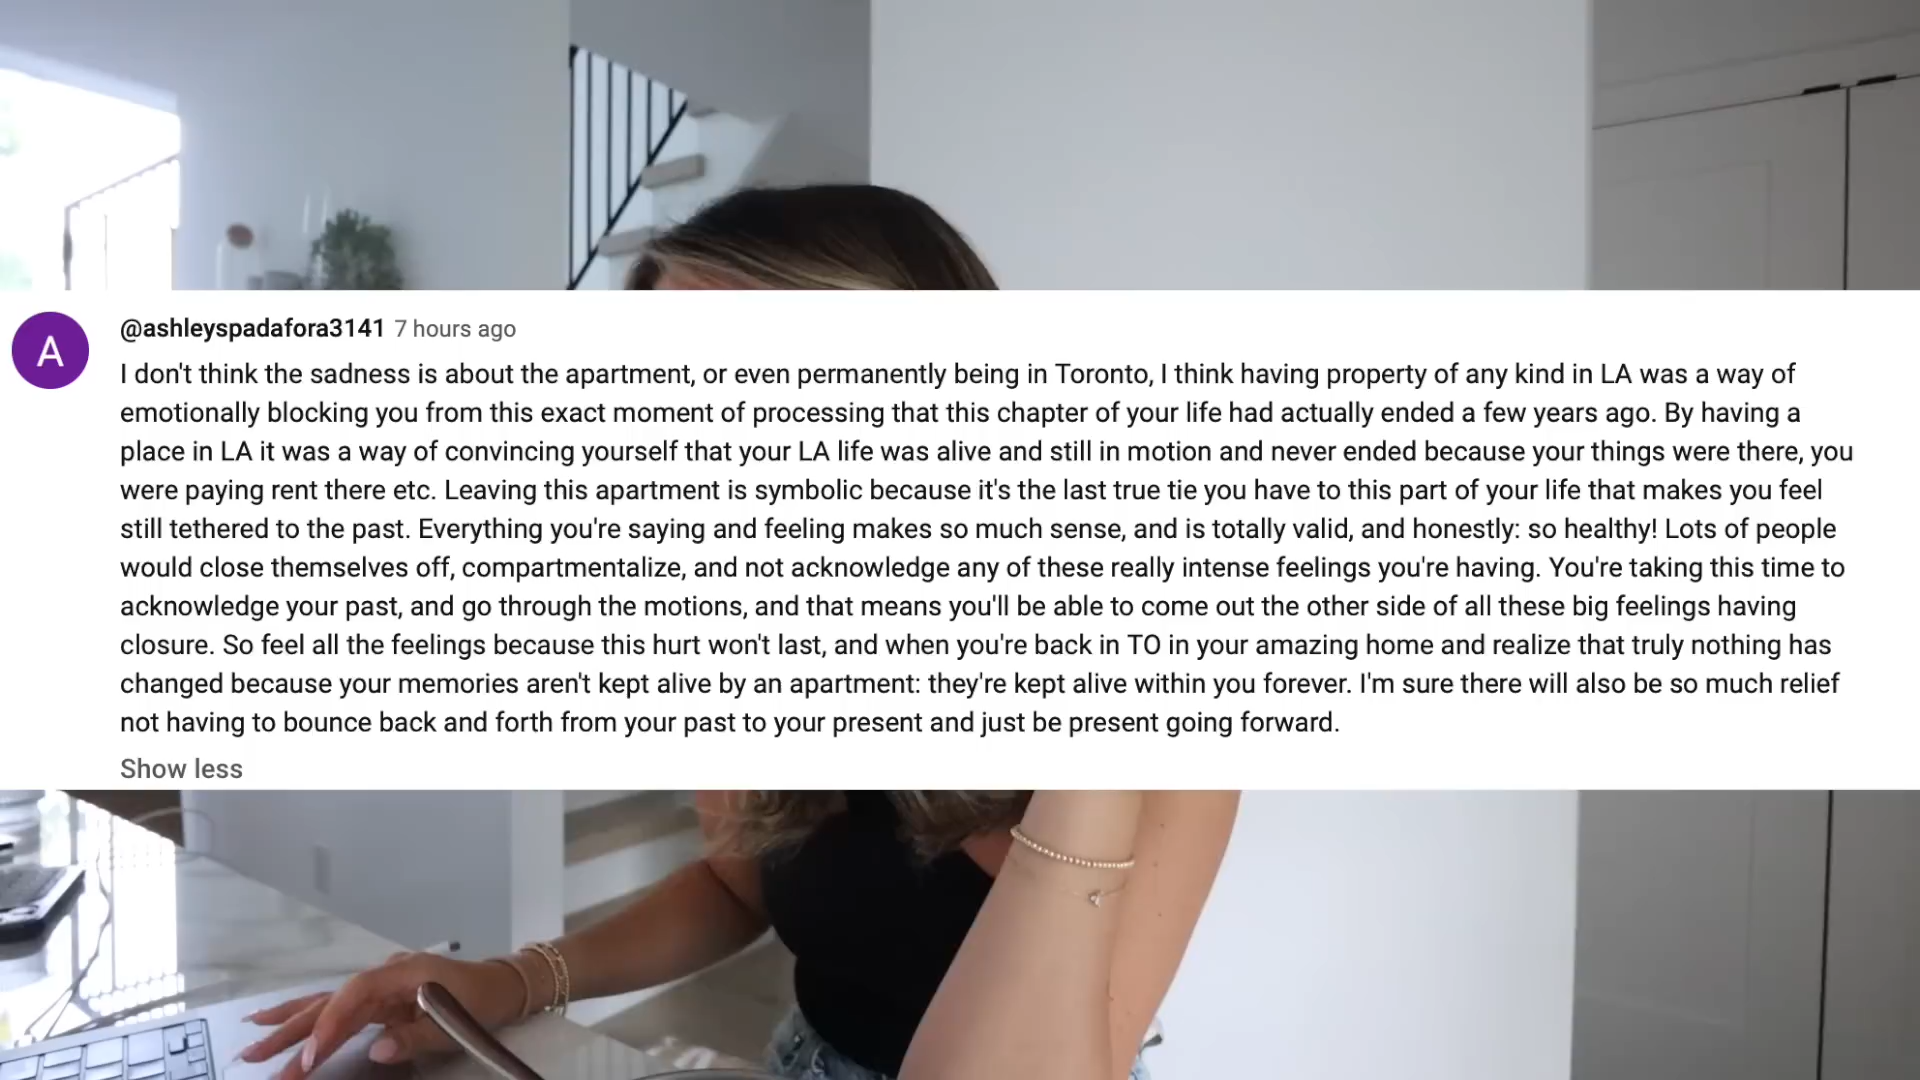 A
@ashleyspadafora3141 7 hours ago
I don't think the sadness is about the apartment, or even permanently being in Toronto, I think having property of any kind in LA was a way of
emotionally blocking you from this exact moment of processing that this chapter of your life had actually ended a few years ago. By having a
place in LA it was a way of convincing yourself that your LA life was alive and still in motion and never ended because your things were there, you
were paying rent there etc. Leaving this apartment is symbolic because it's the last true tie you have to this part of your life that makes you feel
still tethered to the past. Everything you're saying and feeling makes so much sense, and is totally valid, and honestly: so healthy! Lots of people
would close themselves off, compartmentalize, and not acknowledge any of these really intense feelings you're having. You're taking this time to
acknowledge your past, and go through the motions, and that means you'll be able to come out the other side of all these big feelings having
closure. So feel all the feelings because this hurt won't last, and when you're back in TO in your amazing home and realize that truly nothing has
changed because your memories aren't kept alive by an apartment: they're kept alive within you forever. I'm sure there will also be so much relief
not having to bounce back and forth from your past to your present and just be present going forward.
Show less